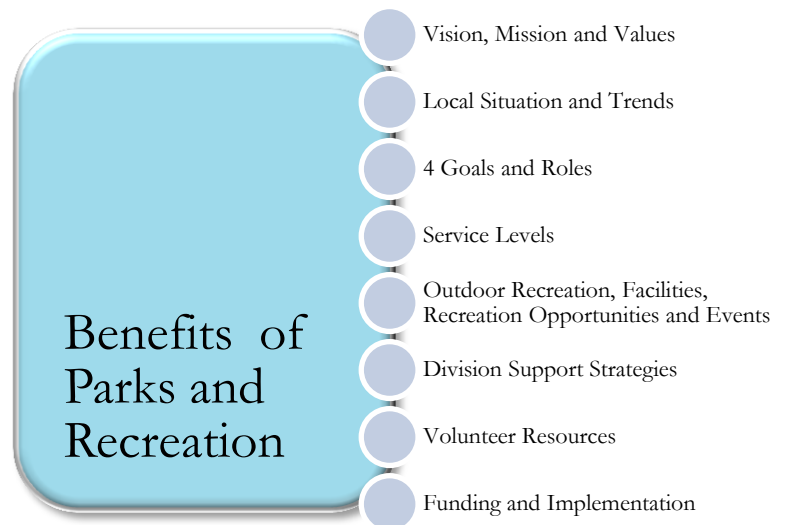 Benefits of
Parks and
Recreation
Vision, Mission and Values
Local Situation and Trends
4 Goals and Roles
Service Levels
Outdoor Recreation, Facilities,
Recreation Opportunities and Events
Division Support Strategies
Volunteer Resources
Funding and Implementation